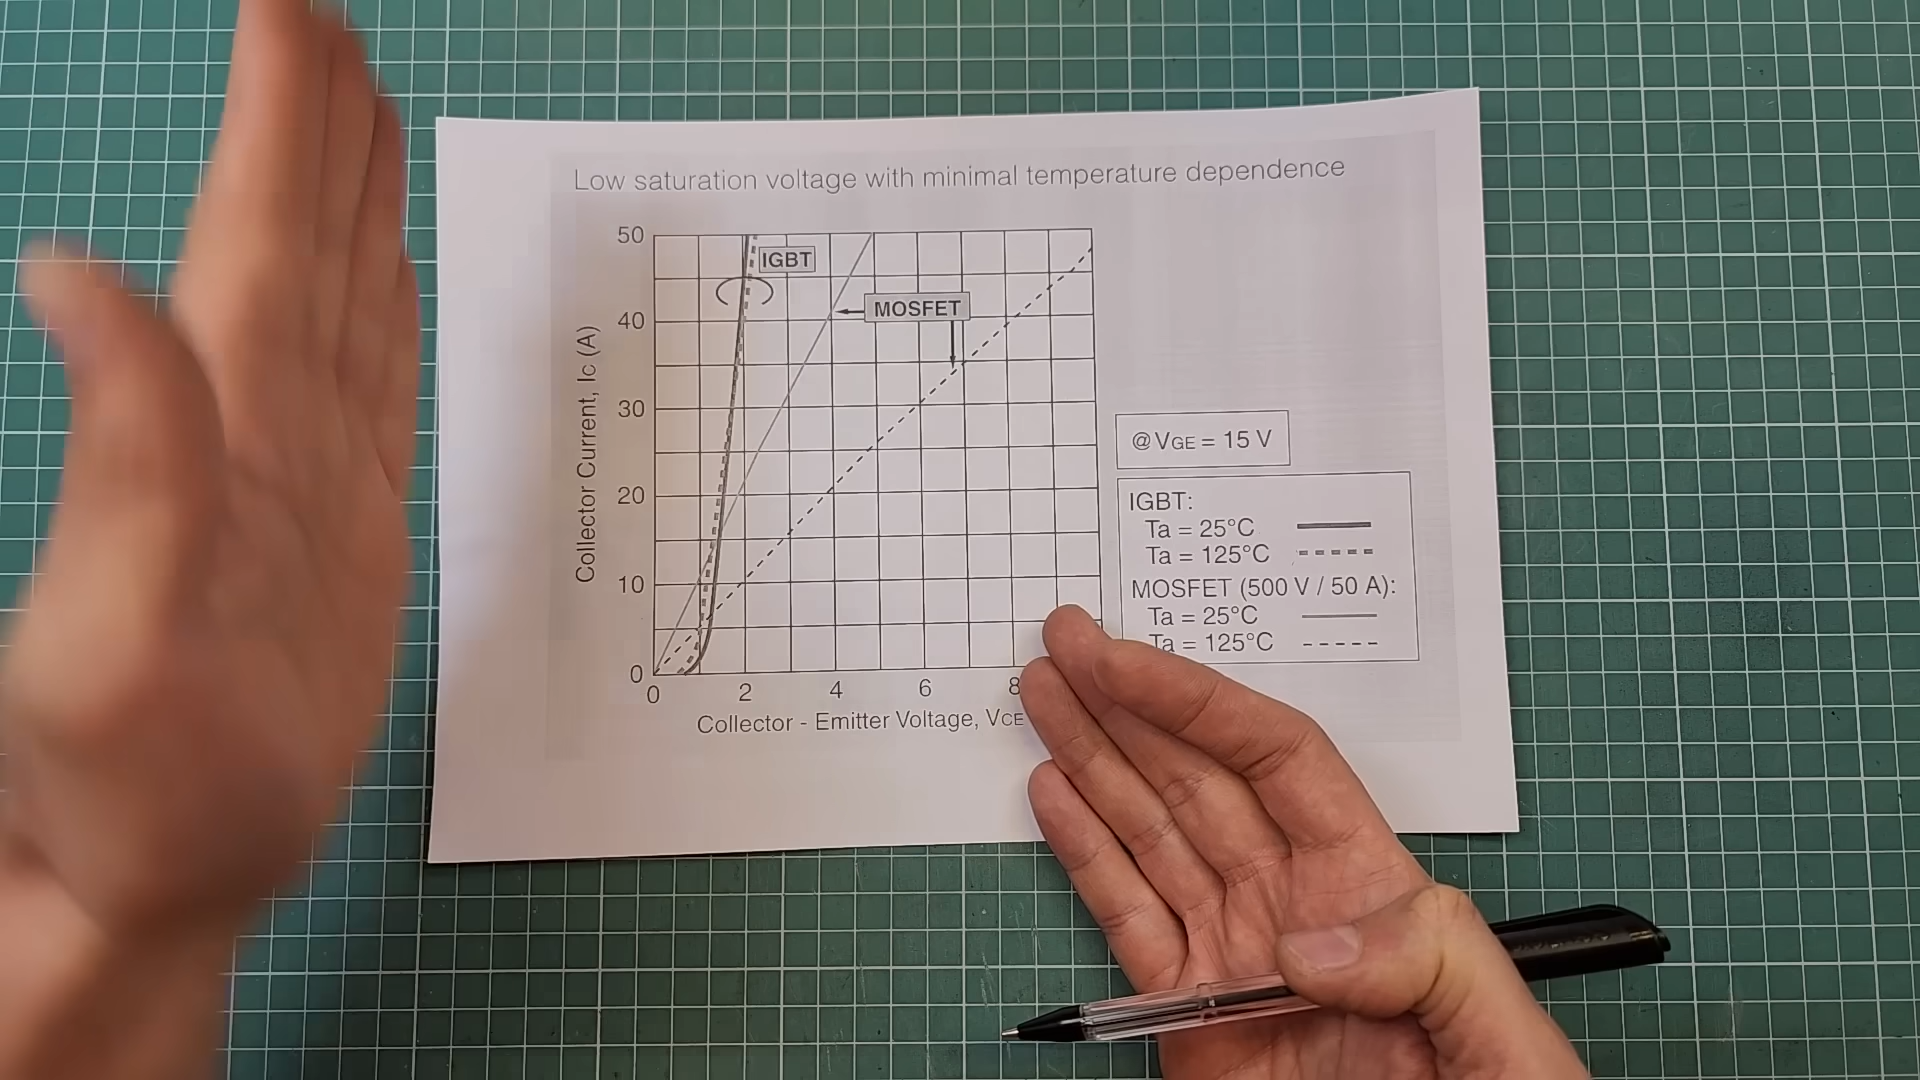 Low saturation voltage with minimal temperature dependence
50
IGBT
MOSFET
40
30
20
10
0
Collector Current, IC (A)
0 2 4 6 8
Collector - Emitter Voltage, VCE
@ VGE = 15 V
IGBT:
Ta = 25°C
Ta = 125°C
MOSFET (500 V / 50 A):
Ta = 25°C
Ta = 125°C